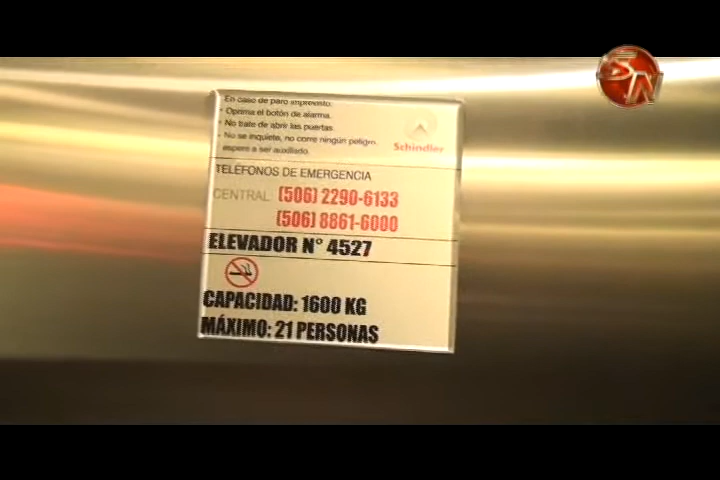 En caso de paro imprevisto.
· Oprima el botón de alarma.
· No trate de abrir las puertas.
· No se inquiete, no corre ningún peligro,
espere a ser auxiliado.
Schindler
TELÉFONOS DE EMERGENCIA
CENTRAL: (506) 2290-6133
(506) 8861-6000
ELEVADOR N° 4527
CAPACIDAD: 1600 KG
MÁXIMO: 21 PERSONAS
SN